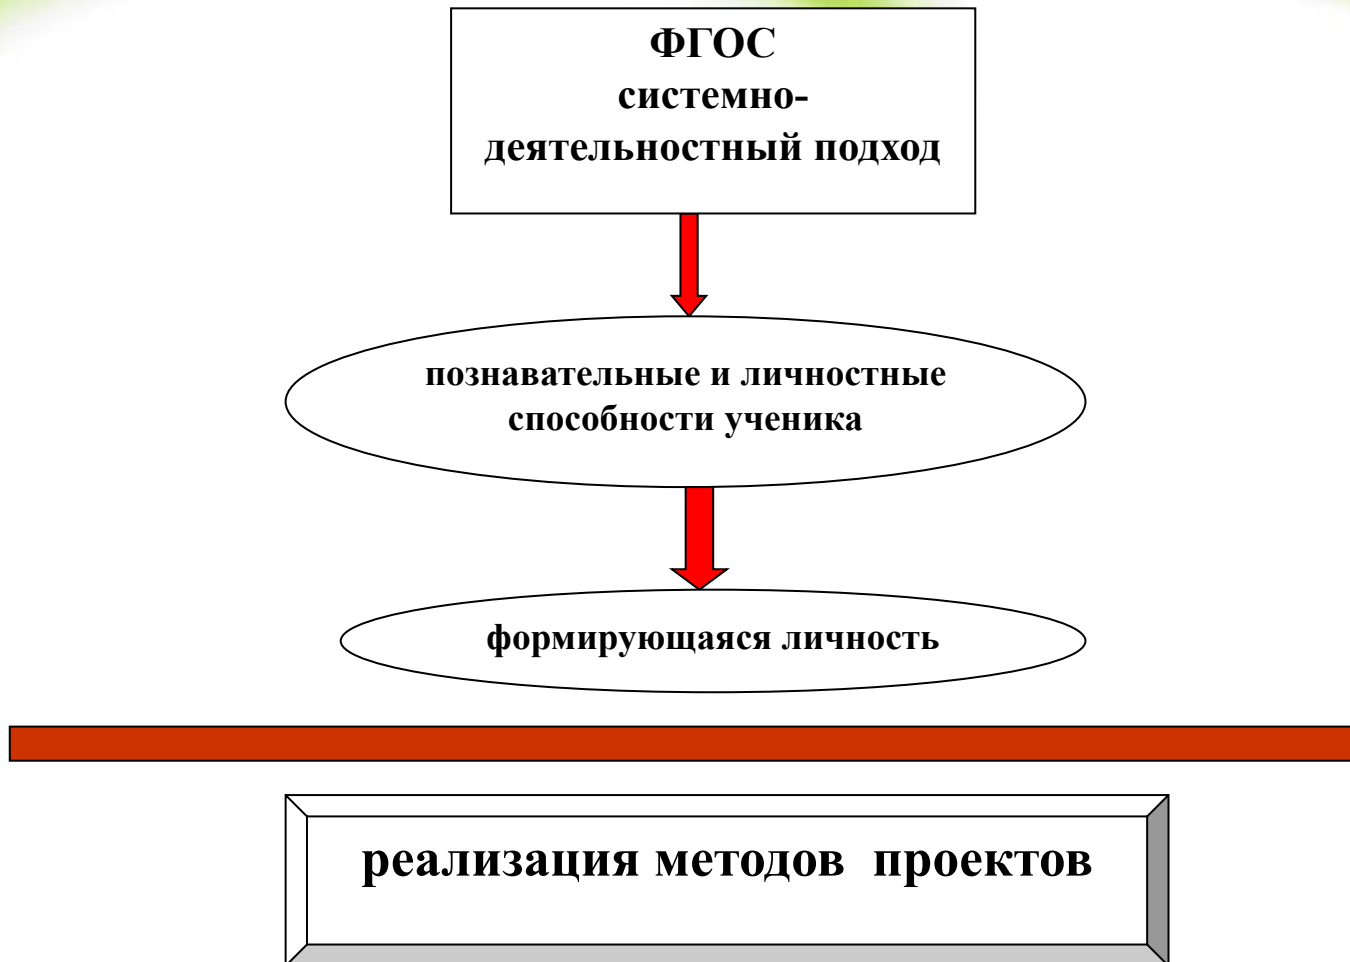 ФГОС
системно-
деятельностный подход
познавательные и личностные
способности ученика
формирующаяся личность
реализация методов  проектов